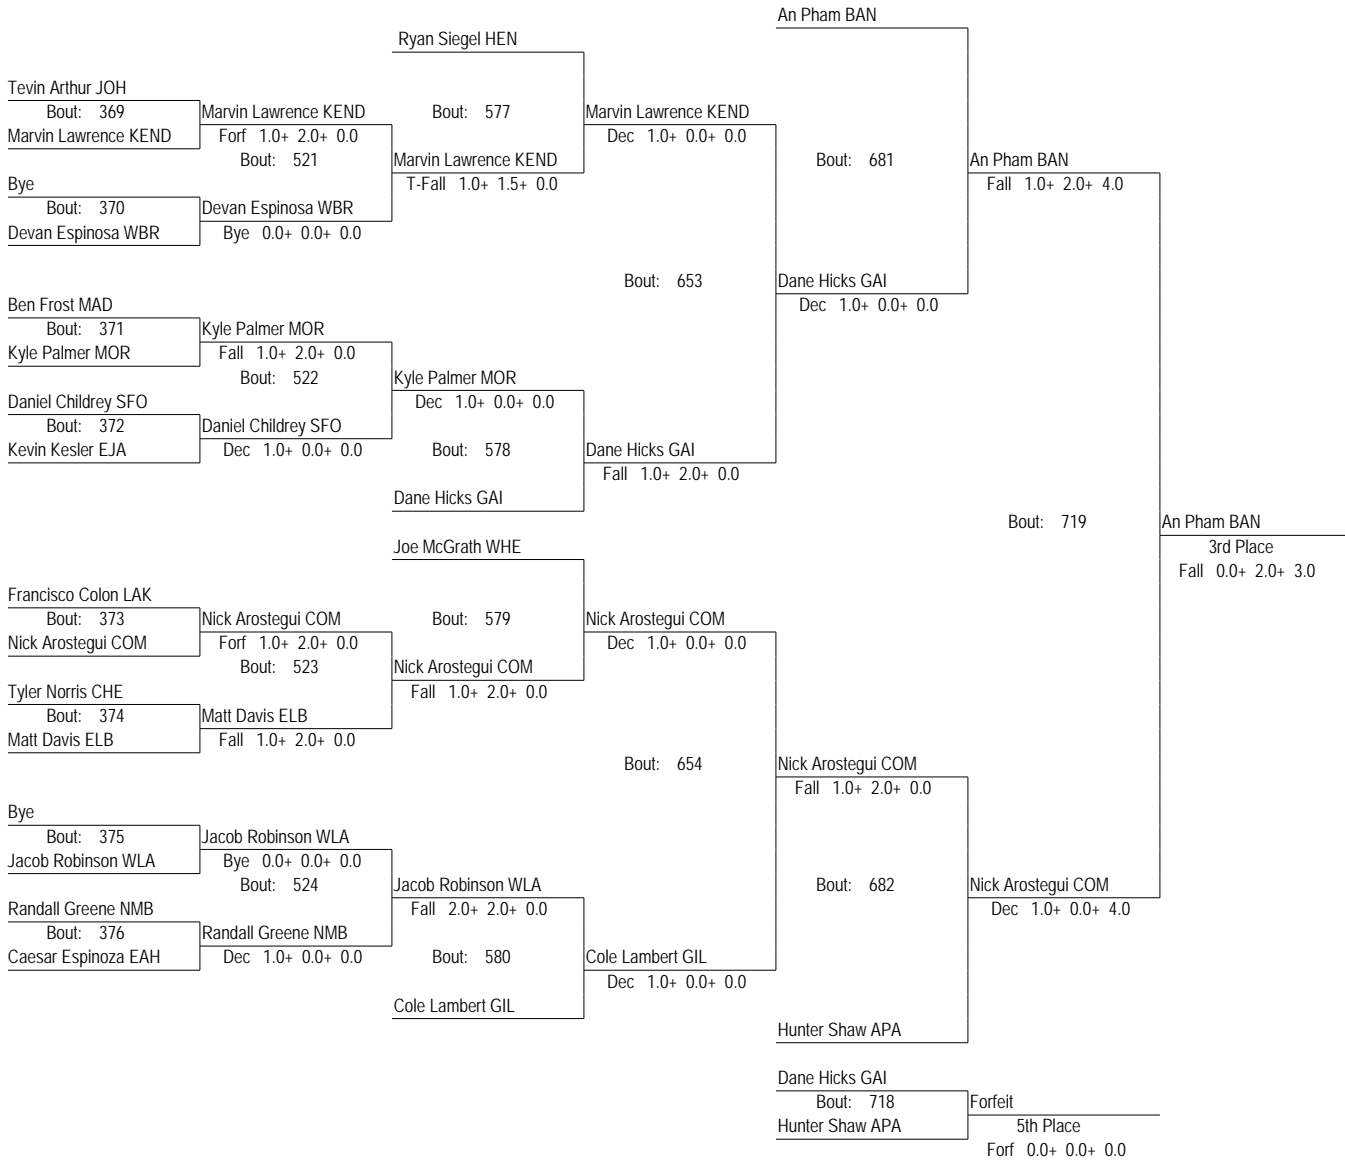 An Pham BAN
Ryan Siegel HEN
Tevin Arthur JOH
Bout: 369
Marvin Lawrence KEND
Bout: 577
Marvin Lawrence KEND
Marvin Lawrence KEND
Forf 1.0+ 2.0+ 0.0
Dec 1.0+ 0.0+ 0.0
Bout: 521
Marvin Lawrence KEND
Bout: 681
An Pham BAN
Bye
T-Fall 1.0+ 1.5+ 0.0
Fall 1.0+ 2.0+ 4.0
Bout: 370
Devan Espinosa WBR
Devan Espinosa WBR
Bye 0.0+ 0.0+ 0.0
Bout: 653
Dane Hicks GAI
Ben Frost MAD
Dec 1.0+ 0.0+ 0.0
Bout: 371
Kyle Palmer MOR
Kyle Palmer MOR
Fall 1.0+ 2.0+ 0.0
Bout: 522
Kyle Palmer MOR
Daniel Childrey SFO
Dec 1.0+ 0.0+ 0.0
Bout: 372
Daniel Childrey SFO
Kevin Kesler EJA
Dec 1.0+ 0.0+ 0.0
Bout: 578
Dane Hicks GAI
Fall 1.0+ 2.0+ 0.0
Dane Hicks GAI
Bout: 719
An Pham BAN
Joe McGrath WHE
3rd Place
Fall 0.0+ 2.0+ 3.0
Francisco Colon LAK
Bout: 373
Nick Arostegui COM
Bout: 579
Nick Arostegui COM
Nick Arostegui COM
Forf 1.0+ 2.0+ 0.0
Dec 1.0+ 0.0+ 0.0
Bout: 523
Nick Arostegui COM
Tyler Norris CHE
Fall 1.0+ 2.0+ 0.0
Bout: 374
Matt Davis ELB
Matt Davis ELB
Fall 1.0+ 2.0+ 0.0
Bout: 654
Nick Arostegui COM
Fall 1.0+ 2.0+ 0.0
Bye
Bout: 375
Jacob Robinson WLA
Jacob Robinson WLA
Bye 0.0+ 0.0+ 0.0
Bout: 524
Jacob Robinson WLA
Bout: 682
Nick Arostegui COM
Randall Greene NMB
Fall 2.0+ 2.0+ 0.0
Dec 1.0+ 0.0+ 4.0
Bout: 376
Randall Greene NMB
Caesar Espinoza EAH
Dec 1.0+ 0.0+ 0.0
Bout: 580
Cole Lambert GIL
Dec 1.0+ 0.0+ 0.0
Cole Lambert GIL
Hunter Shaw APA
Dane Hicks GAI
Bout: 718
Forfeit
Hunter Shaw APA
5th Place
Forf 0.0+ 0.0+ 0.0